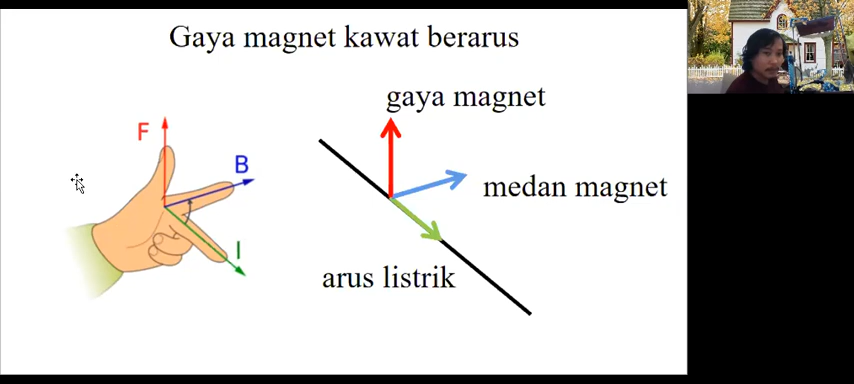 Gaya magnet kawat berarus
F
B
I
gaya magnet
medan magnet
arus listrik